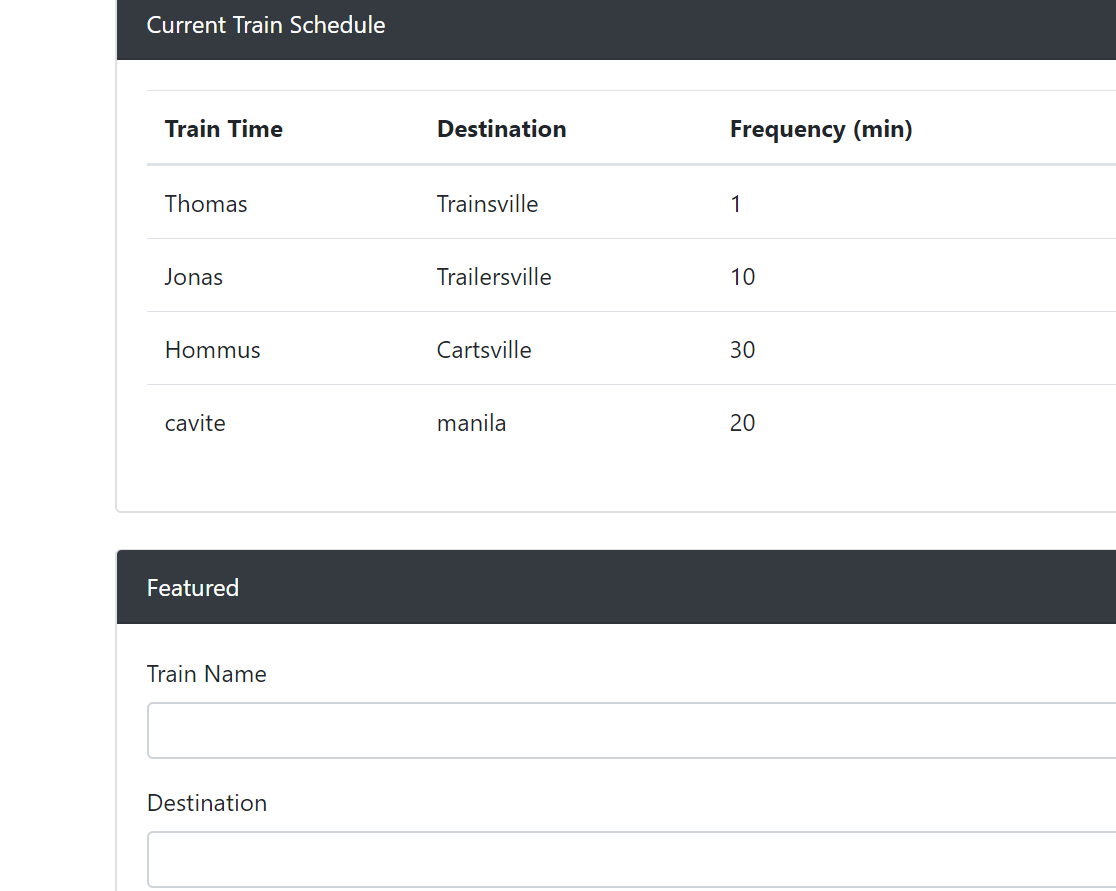 Current Train Schedule
Train Time Destination Frequency (min)
Thomas Trainsville 1
Jonas Trailersville 10
Hommus Cartsville 30
cavite manila 20
Featured
Train Name
Destination